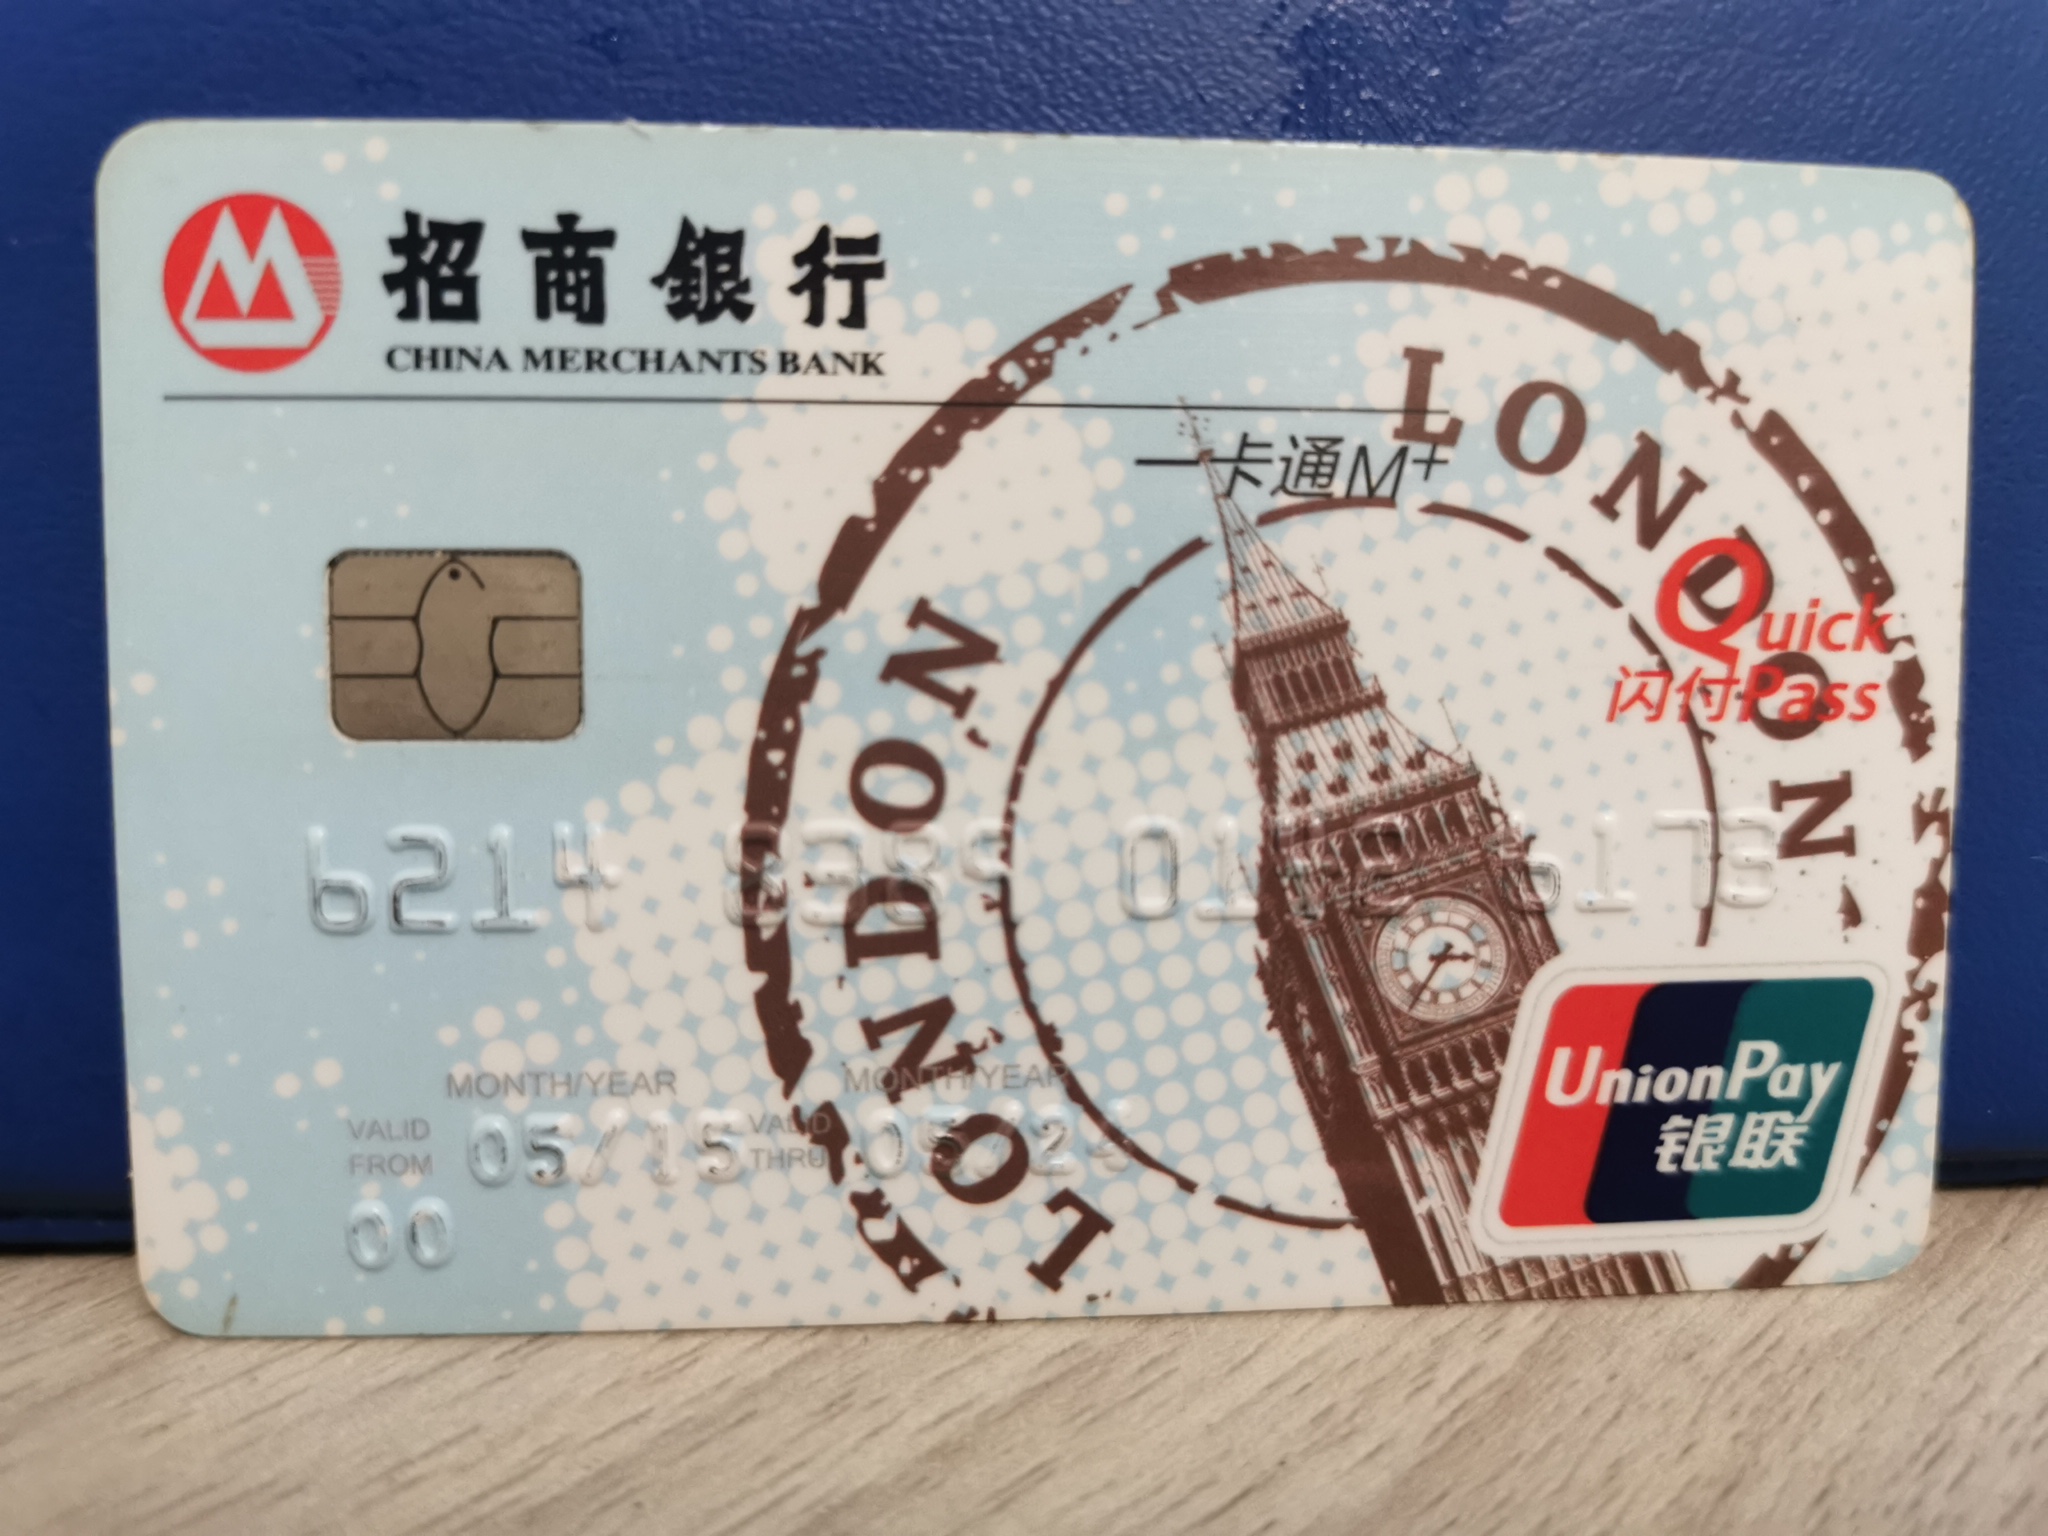 招商银行
CHINA MERCHANTS BANK
一卡通M+
LONDON
LONDON
Quick
闪付Pass
6214
MONTH/YEAR MONTH/YEAR
VALID FROM 05/15 VALID THRU
00
UnionPay
银联